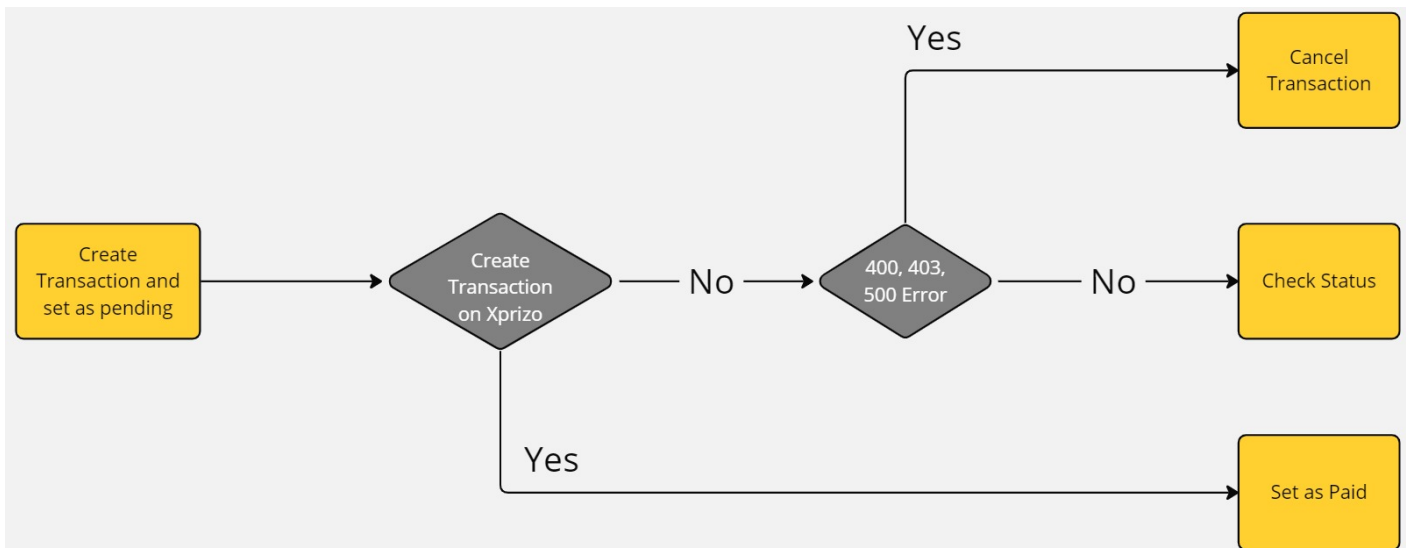 Yes
Cancel
Transaction
Create
Transaction and
set as pending
Create
Transaction
on Xprizo
No
400, 403,
500 Error
No
Check Status
Yes
Set as Paid